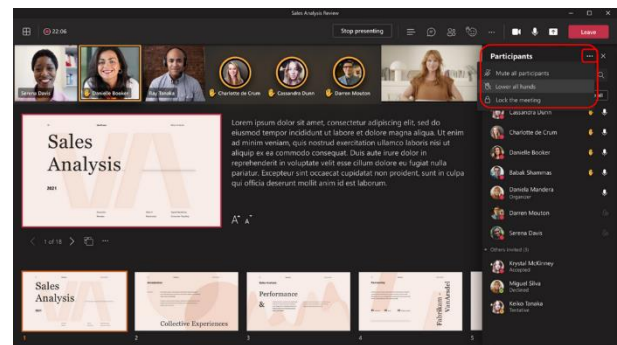 Sales Analysis Review
22:06
Stop presenting
Leave
Serena Davis
Danielle Booker
Ray Tanaka
Charlotte de Crum
Cassandra Dunn
Darren Mouton
Participants
Mute all participants
Lower all hands
Lock the meeting
Cassandra Dunn
Charlotte de Crum
Danielle Booker
Babak Shammas
Daniela Mandera
Organizer
Darren Mouton
Serena Davis
Others invited (3)
Krystal McKinney
Accepted
Miguel Silva
Declined
Keiko Tanaka
Tentative
Sales
Analysis
2021
Lorem ipsum dolor sit amet, consectetur adipiscing elit, sed do
eiusmod tempor incididunt ut labore et dolore magna aliqua. Ut enim
ad minim veniam, quis nostrud exercitation ullamco laboris nisi ut
aliquip ex ea commodo consequat. Duis aute irure dolor in
reprehenderit in voluptate velit esse cillum dolore eu fugiat nulla
pariatur. Excepteur sint occaecat cupidatat non proident, sunt in culpa
qui officia deserunt mollit anim id est laborum.
A A
1 of 18
Sales
Analysis
Collective Experiences
Performance
&
Fabrikam -
VanArsdel
1
2
3
4
5